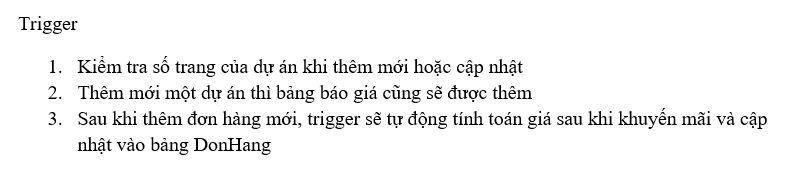 Trigger
1. Kiểm tra số trang của dự án khi thêm mới hoặc cập nhật
2. Thêm mới một dự án thì bảng báo giá cũng sẽ được thêm
3. Sau khi thêm đơn hàng mới, trigger sẽ tự động tính toán giá sau khi khuyến mãi và cập
nhật vào bảng DonHang